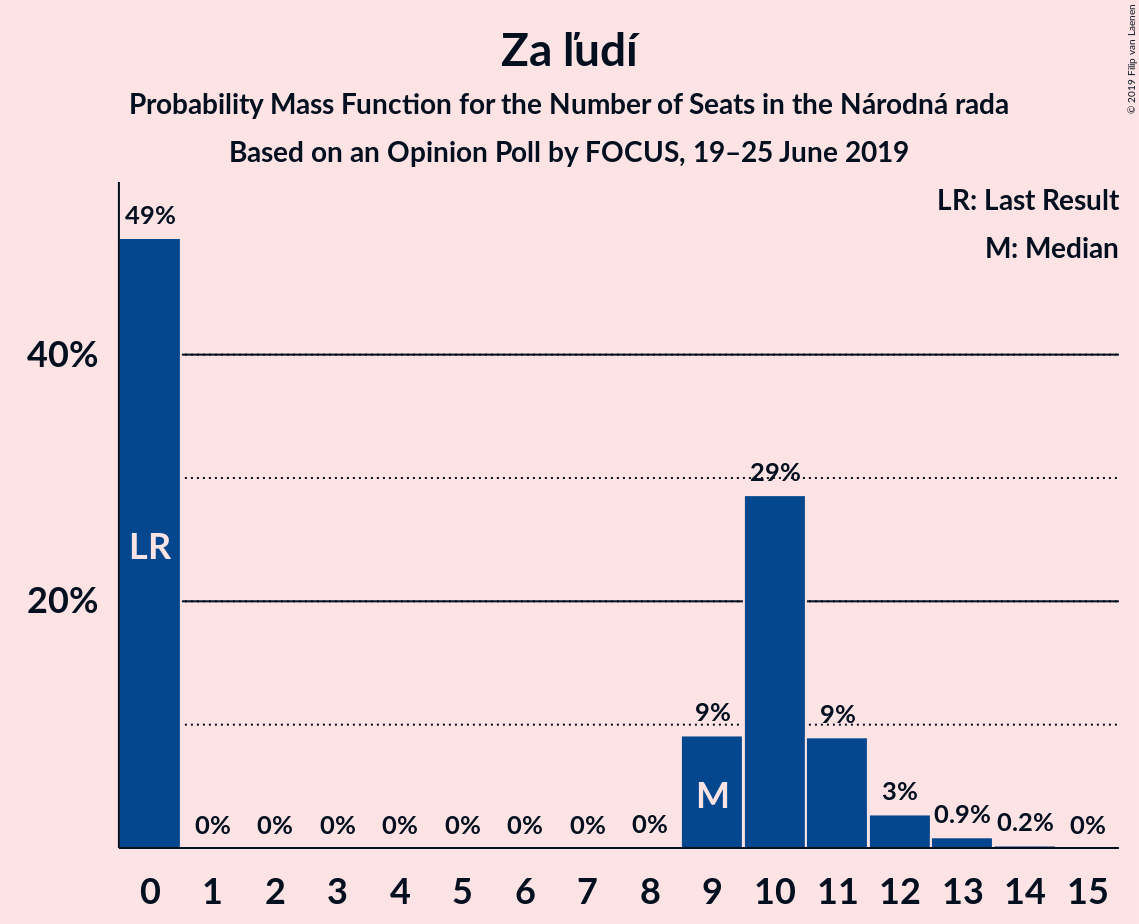 Za ľudí
Probability Mass Function for the Number of Seats in the Národná rada
Based on an Opinion Poll by FOCUS, 19–25 June 2019
© 2019 Filip van Laenen
LR: Last Result
M: Median
49%
40%
29%
LR
20%
9%
9%
M
3%
0%
0%
0%
0%
0%
0%
0%
0%
0.9%
0.2%
0%
0 1 2 3 4 5 6 7 8 9 10 11 12 13 14 15